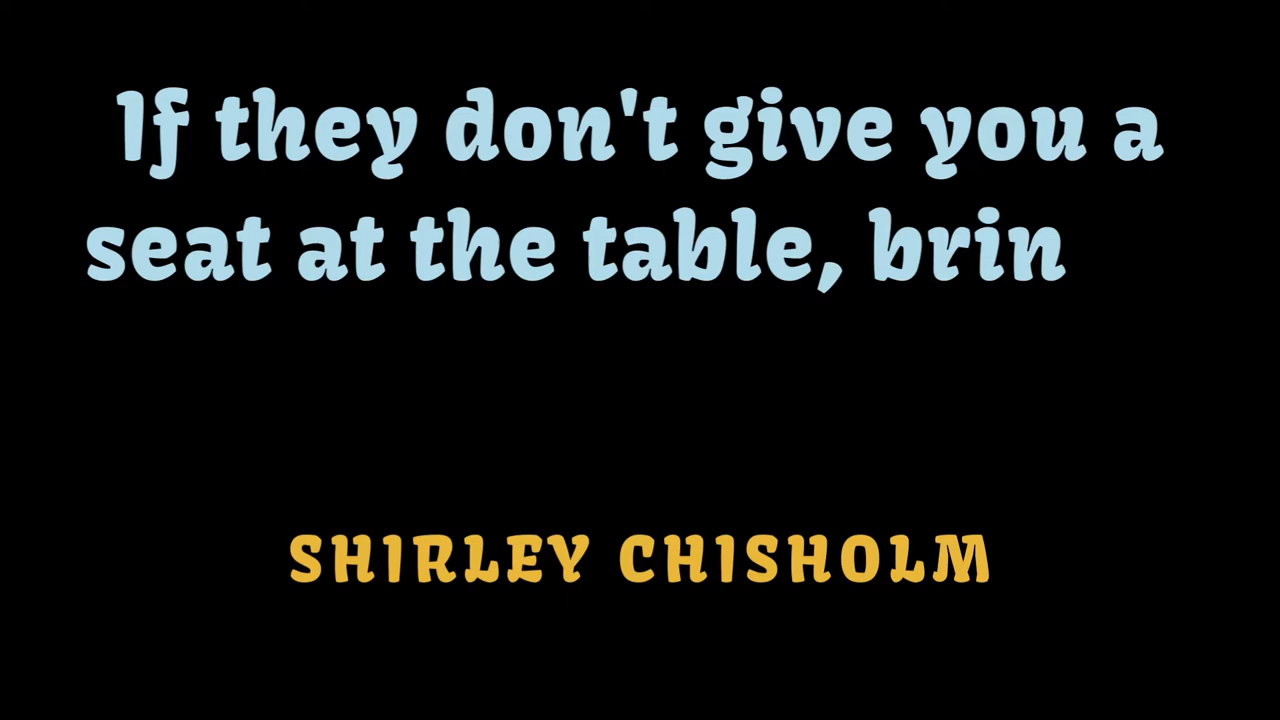 If they don't give you a
seat at the table, brin
SHIRLEY CHISHOLM